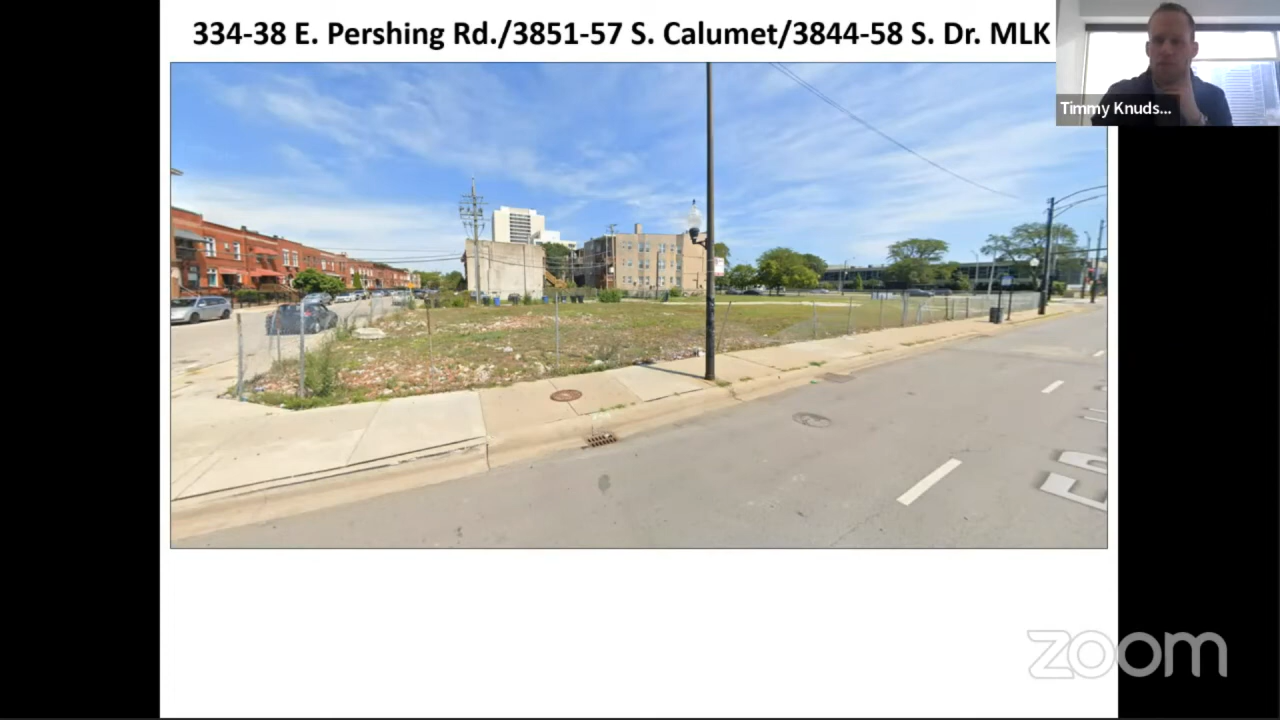 334-38 E. Pershing Rd./3851-57 S. Calumet/3844-58 S. Dr. MLK
Timmy Knuds...
zoom